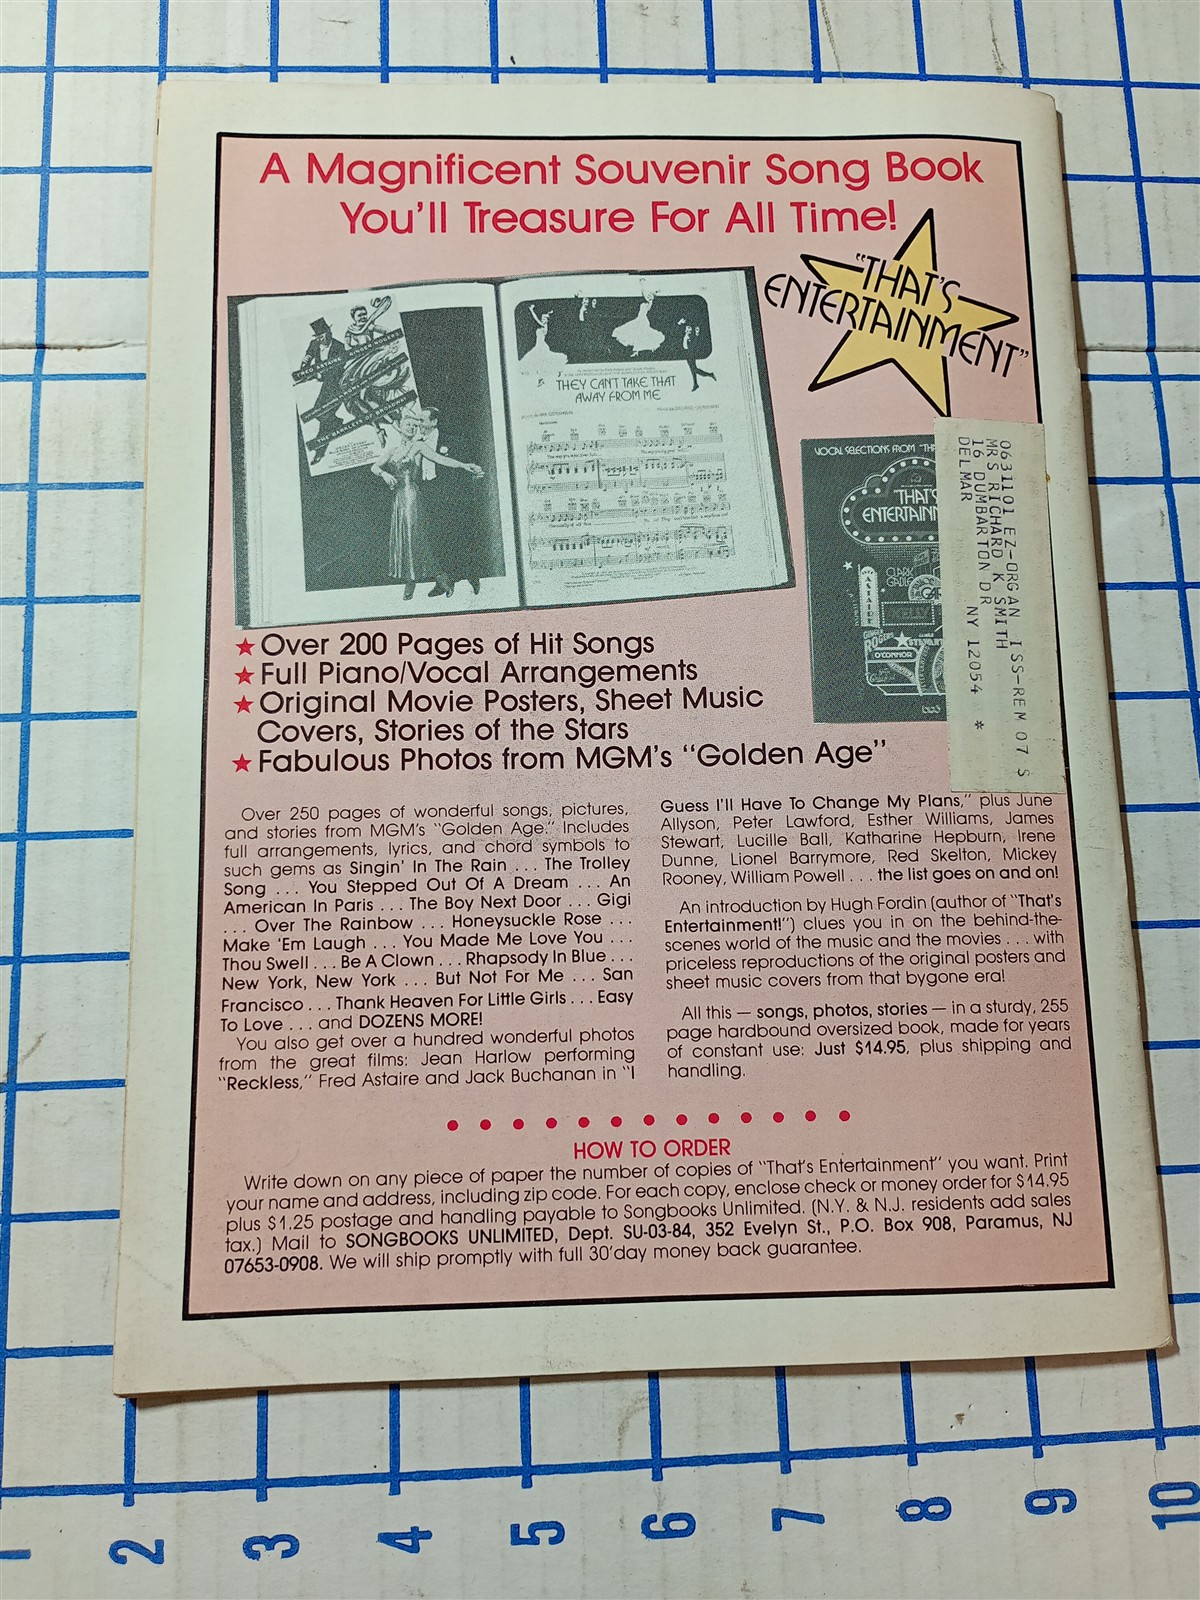 A Magnificent Souvenir Song Book
You'll Treasure For All Time!
"THAT'S
ENTERTAINMENT"
GINGER ROGERS
FRED ASTAIRE
THE BARKLEYS OF BROADWAY
THEY CAN'T TAKE THAT
AWAY FROM ME
VOCAL SELECTIONS FROM "THA
THAT'S
ENTERTAINM
CLARK
GABLE
ASTAIRE
GINGER
ROGERS
O'CONNOR
0631101 EZ-ORGAN ISS-REM 07 S
MRS RICHARD K SMITH
16 DUMBARTON DR
DELMAR NY 12054 *
★ Over 200 Pages of Hit Songs
★ Full Piano/Vocal Arrangements
★ Original Movie Posters, Sheet Music
Covers, Stories of the Stars
★ Fabulous Photos from MGM's "Golden Age"
Over 250 pages of wonderful songs, pictures,
and stories from MGM's "Golden Age." Includes
full arrangements, lyrics, and chord symbols to
such gems as Singin' In The Rain . . . The Trolley
Song . . . You Stepped Out Of A Dream . . . An
American In Paris . . . The Boy Next Door . . . Gigi
. . . Over The Rainbow . . . Honeysuckle Rose . . .
Make 'Em Laugh . . . You Made Me Love You . . .
Thou Swell . . . Be A Clown . . . Rhapsody In Blue . . .
New York, New York . . . But Not For Me . . . San
Francisco . . . Thank Heaven For Little Girls . . . Easy
To Love . . . and DOZENS MORE!
You also get over a hundred wonderful photos
from the great films: Jean Harlow performing
"Reckless," Fred Astaire and Jack Buchanan in "I
Guess I'll Have To Change My Plans," plus June
Allyson, Peter Lawford, Esther Williams, James
Stewart, Lucille Ball, Katharine Hepburn, Irene
Dunne, Lionel Barrymore, Red Skelton, Mickey
Rooney, William Powell . . . the list goes on and on!
An introduction by Hugh Fordin (author of "That's
Entertainment!") clues you in on the behind-the-
scenes world of the music and the movies . . . with
priceless reproductions of the original posters and
sheet music covers from that bygone era!
All this — songs, photos, stories — in a sturdy, 255
page hardbound oversized book, made for years
of constant use: Just $14.95, plus shipping and
handling.
HOW TO ORDER
Write down on any piece of paper the number of copies of "That's Entertainment" you want. Print
your name and address, including zip code. For each copy, enclose check or money order for $14.95
plus $1.25 postage and handling payable to Songbooks Unlimited. (N.Y. & N.J. residents add sales
tax.) Mail to SONGBOOKS UNLIMITED, Dept. SU-03-84, 352 Evelyn St., P.O. Box 908, Paramus, NJ
07653-0908. We will ship promptly with full 30'day money back guarantee.
1 2 3 4 5 6 7 8 9 10